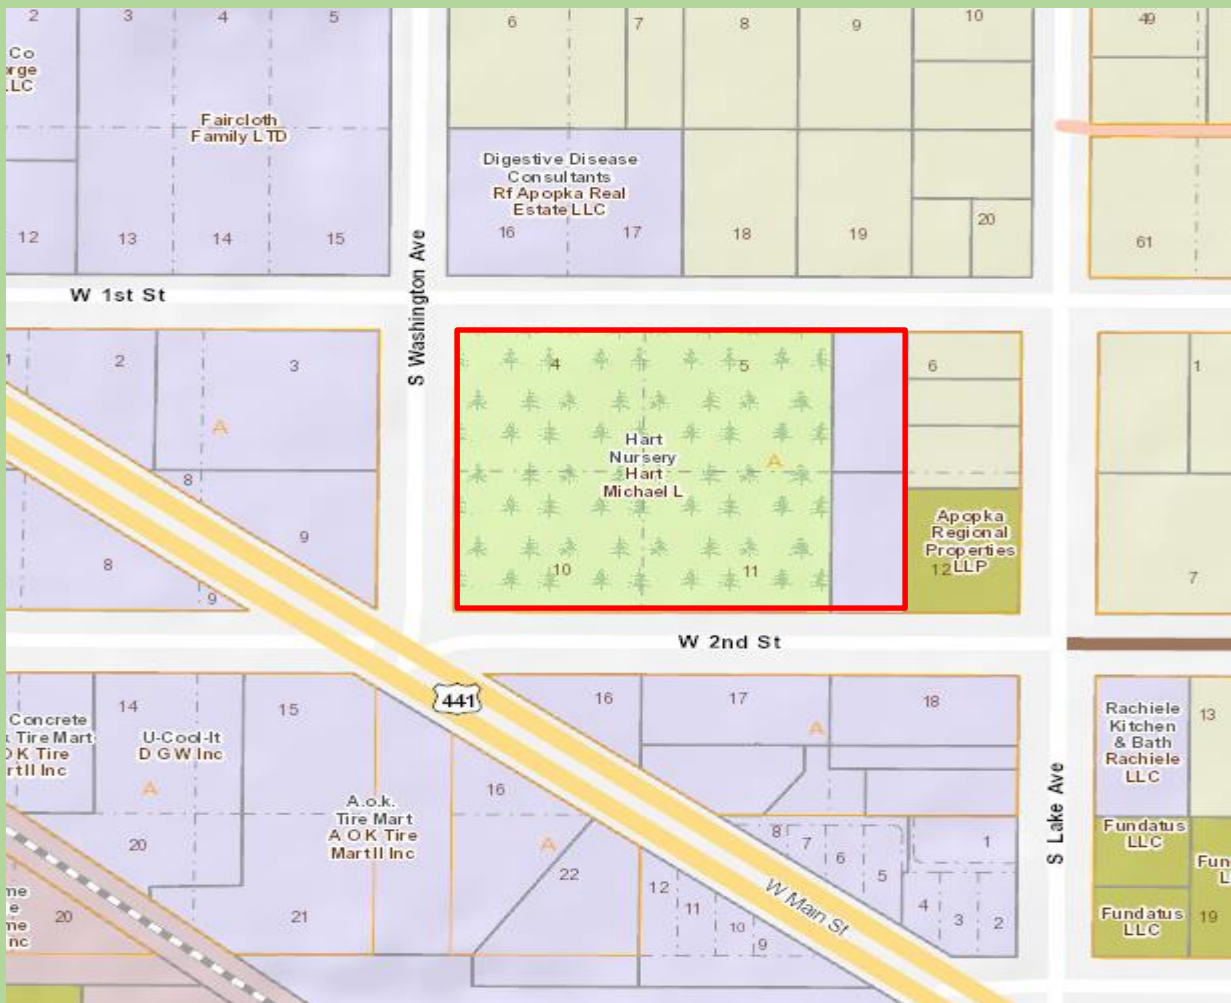 2
3
4
5
6
7
8
9
10
49
Co
orge
LLC
Faircloth
Family LTD
Digestive Disease
Consultants
Rf Apopka Real
Estate LLC
12
13
14
15
16
17
18
19
20
61
S Washington Ave
W 1st St
1
2
3
A
8
9
8
9
4
5
Hart
Nursery
Hart
Michael L
A
10
11
6
Apopka
Regional
Properties
LLP
12
1
7
W 2nd St
441
Concrete
Tire Mart
O K Tire
rt II Inc
14
U-Cool-It
D G W Inc
A
15
A.o.k.
Tire Mart
A O K Tire
Mart II Inc
20
21
20
me
e
me
Inc
16
17
18
A
16
A
22
12
11
10
9
8
7
6
5
4
3
2
1
W Main St
S Lake Ave
Rachiele
Kitchen
& Bath
Rachiele
LLC
13
Fundatus
LLC
Fun
L
Fundatus
LLC
19